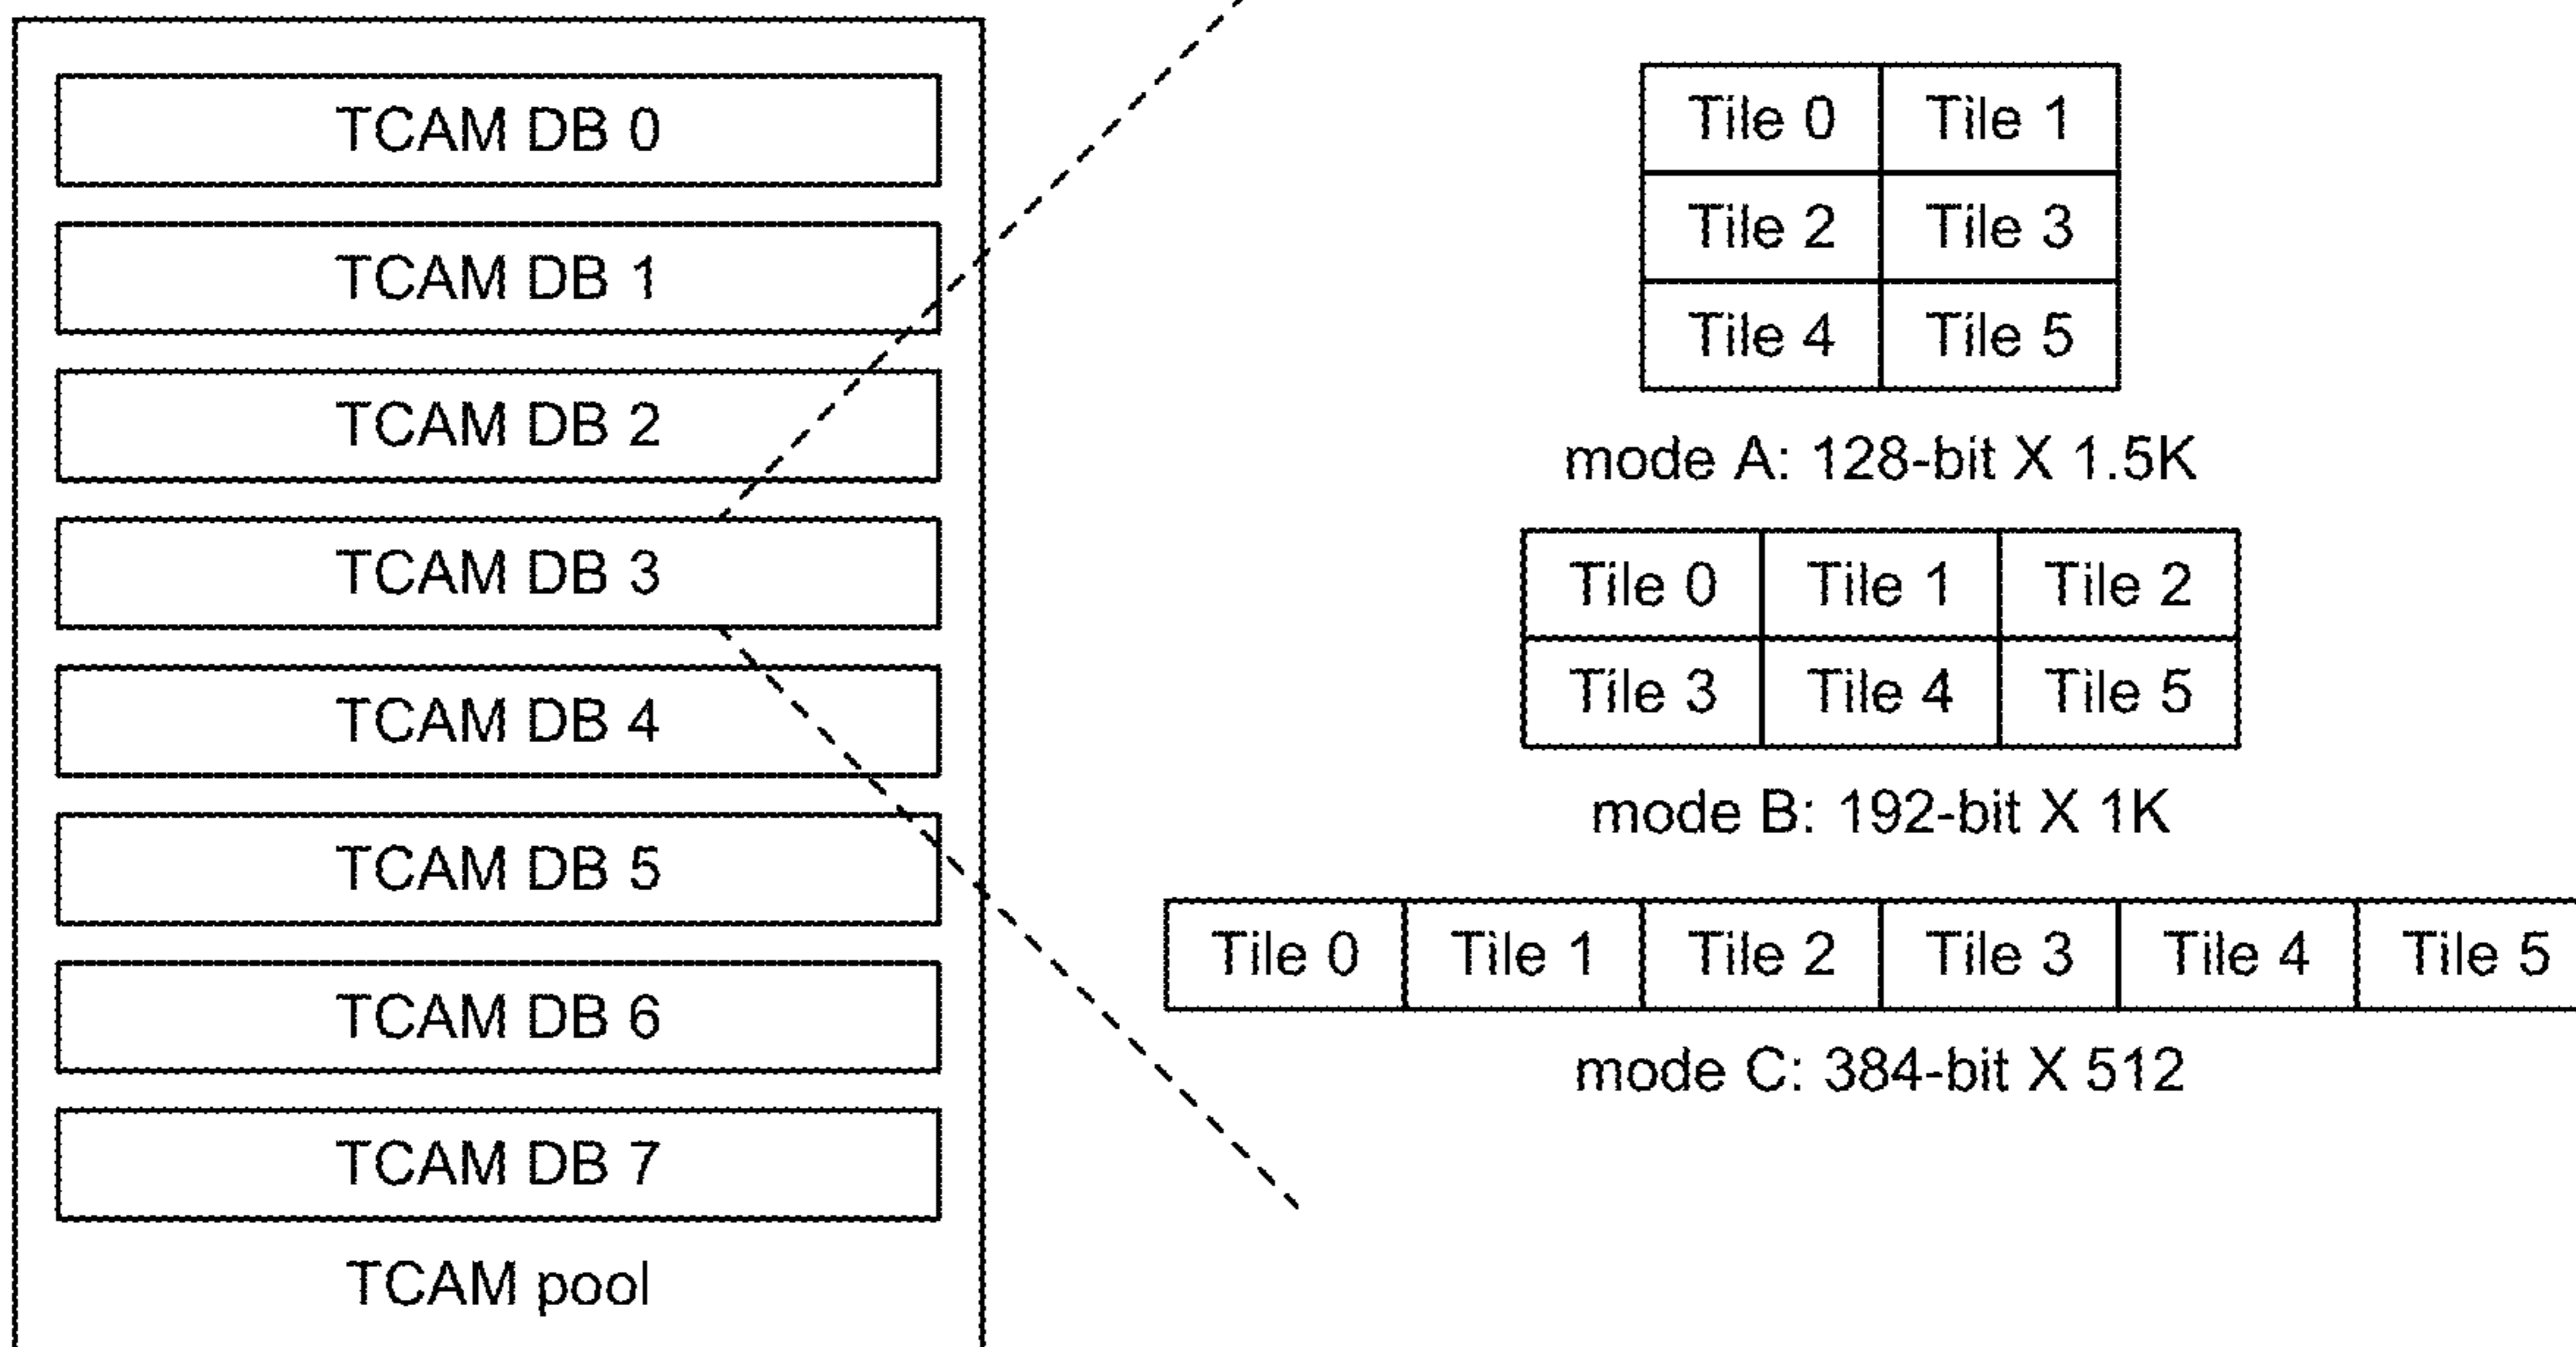 TCAM DB 0
TCAM DB 1
TCAM DB 2
TCAM DB 3
TCAM DB 4
TCAM DB 5
TCAM DB 6
TCAM DB 7
TCAM pool
Tile 0 Tile 1
Tile 2 Tile 3
Tile 4 Tile 5
mode A: 128-bit X 1.5K
Tile 0 Tile 1 Tile 2
Tile 3 Tile 4 Tile 5
mode B: 192-bit X 1K
Tile 0 Tile 1 Tile 2 Tile 3 Tile 4 Tile 5
mode C: 384-bit X 512